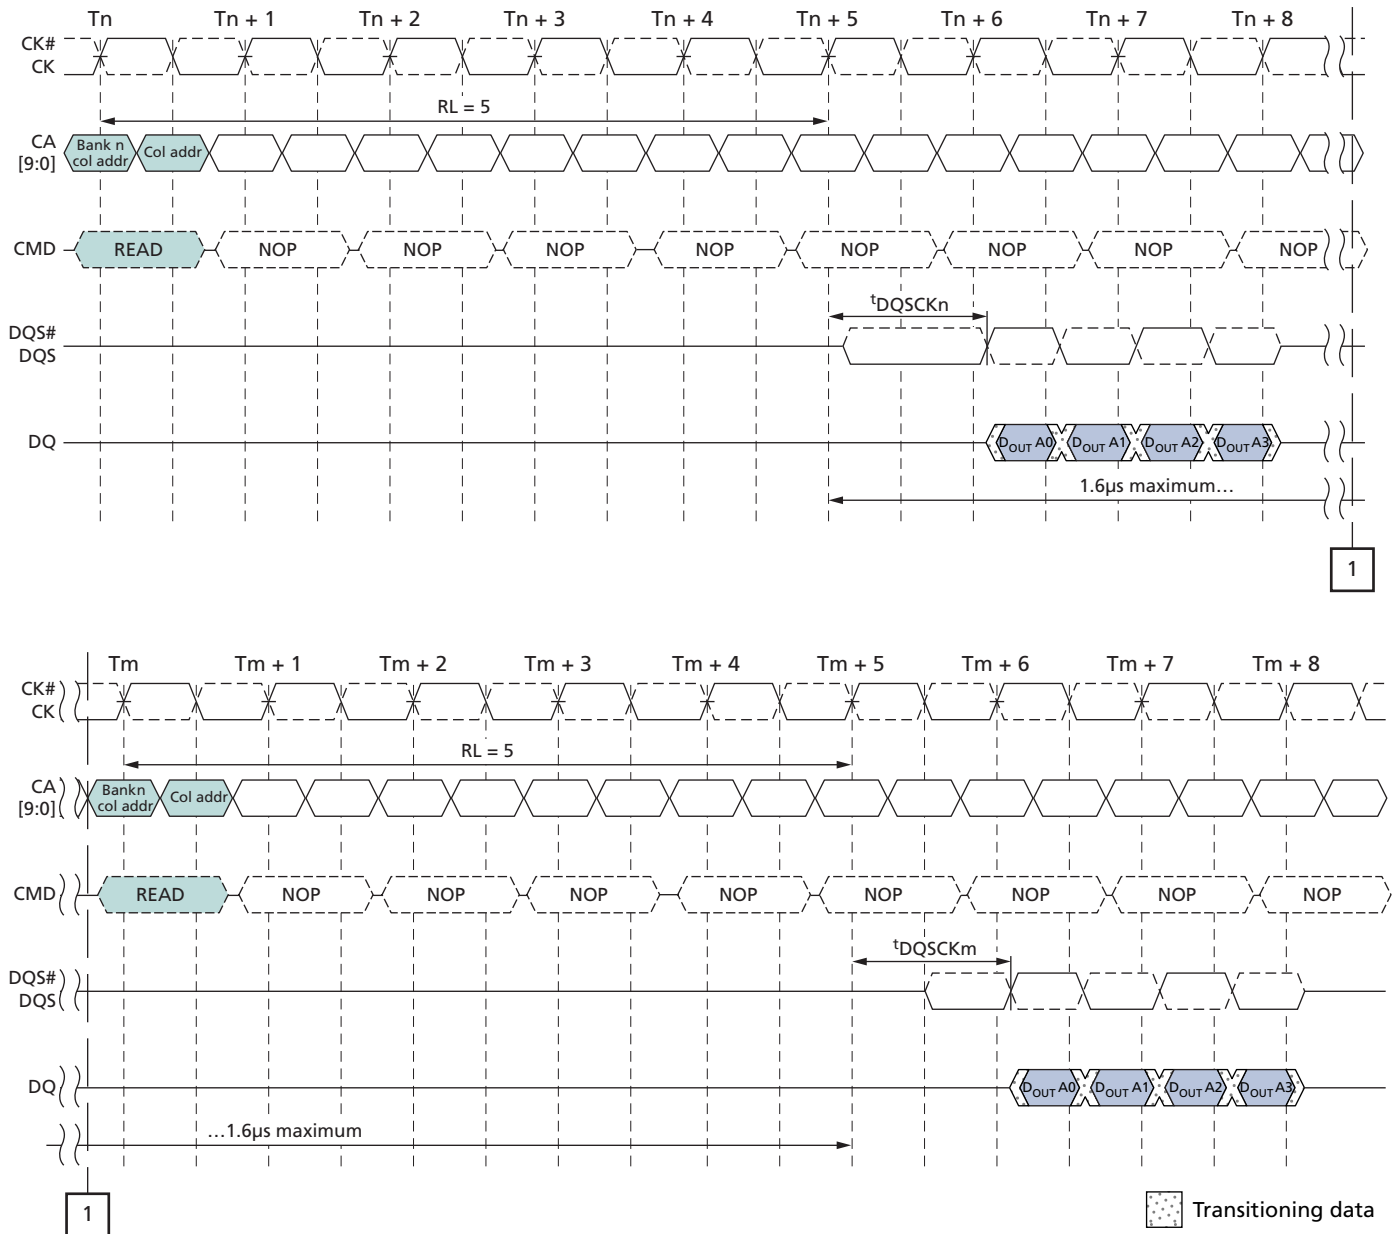 Tn Tn + 1 Tn + 2 Tn + 3 Tn + 4 Tn + 5 Tn + 6 Tn + 7 Tn + 8
CK#
CK
RL = 5
CA
[9:0]
Bank n
col addr
Col addr
CMD READ NOP NOP NOP NOP NOP NOP NOP NOP
tDQSCKn
DQS#
DQS
DQ DOUT A0 DOUT A1 DOUT A2 DOUT A3
1.6µs maximum…
1
Tm Tm + 1 Tm + 2 Tm + 3 Tm + 4 Tm + 5 Tm + 6 Tm + 7 Tm + 8
CK#
CK
RL = 5
CA
[9:0]
Bankn
col addr
Col addr
CMD READ NOP NOP NOP NOP NOP NOP NOP NOP
tDQSCKm
DQS#
DQS
DQ DOUT A0 DOUT A1 DOUT A2 DOUT A3
…1.6µs maximum
1
Transitioning data